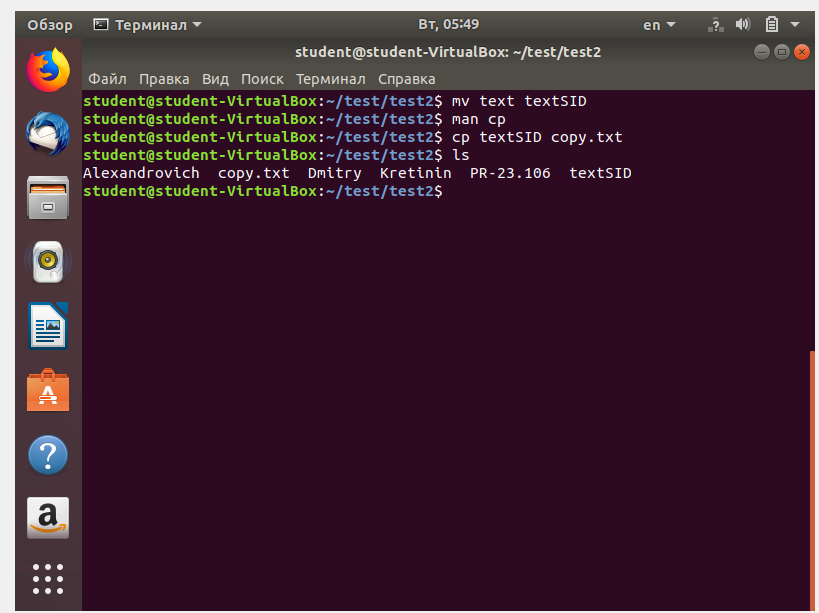 Обзор Терминал Вт, 05:49 en ?
student@student-VirtualBox: ~/test/test2
Файл Правка Вид Поиск Терминал Справка
student@student-VirtualBox:~/test/test2$ mv text textSID
student@student-VirtualBox:~/test/test2$ man cp
student@student-VirtualBox:~/test/test2$ cp textSID copy.txt
student@student-VirtualBox:~/test/test2$ ls
Alexandrovich copy.txt Dmitry Kretinin PR-23.106 textSID
student@student-VirtualBox:~/test/test2$
A
?
a